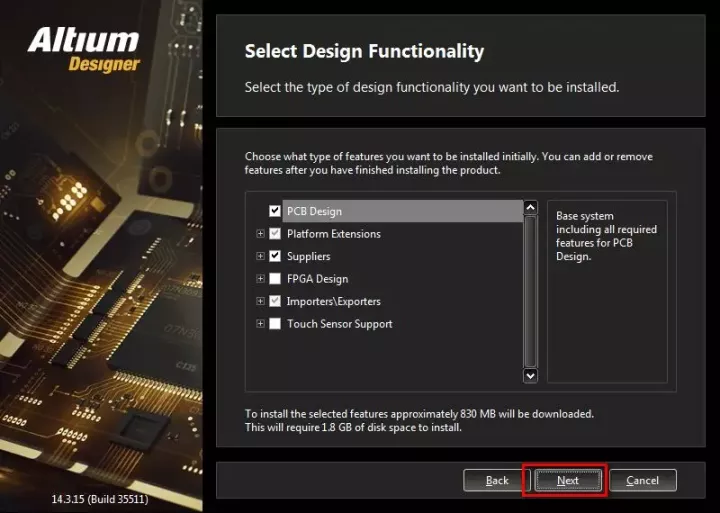 Altium
Designer
Select Design Functionality
Select the type of design functionality you want to be installed.
Choose what type of features you want to be installed initially. You can add or remove
features after you have finished installing the product.
PCB Design
Platform Extensions
Suppliers
FPGA Design
Importers\Exporters
Touch Sensor Support
Base system
including all required
features for PCB
Design.
To install the selected features approximately 830 MB will be downloaded.
This will require 1.8 GB of disk space to install.
Back
Next
Cancel
14.3.15 (Build 35511)